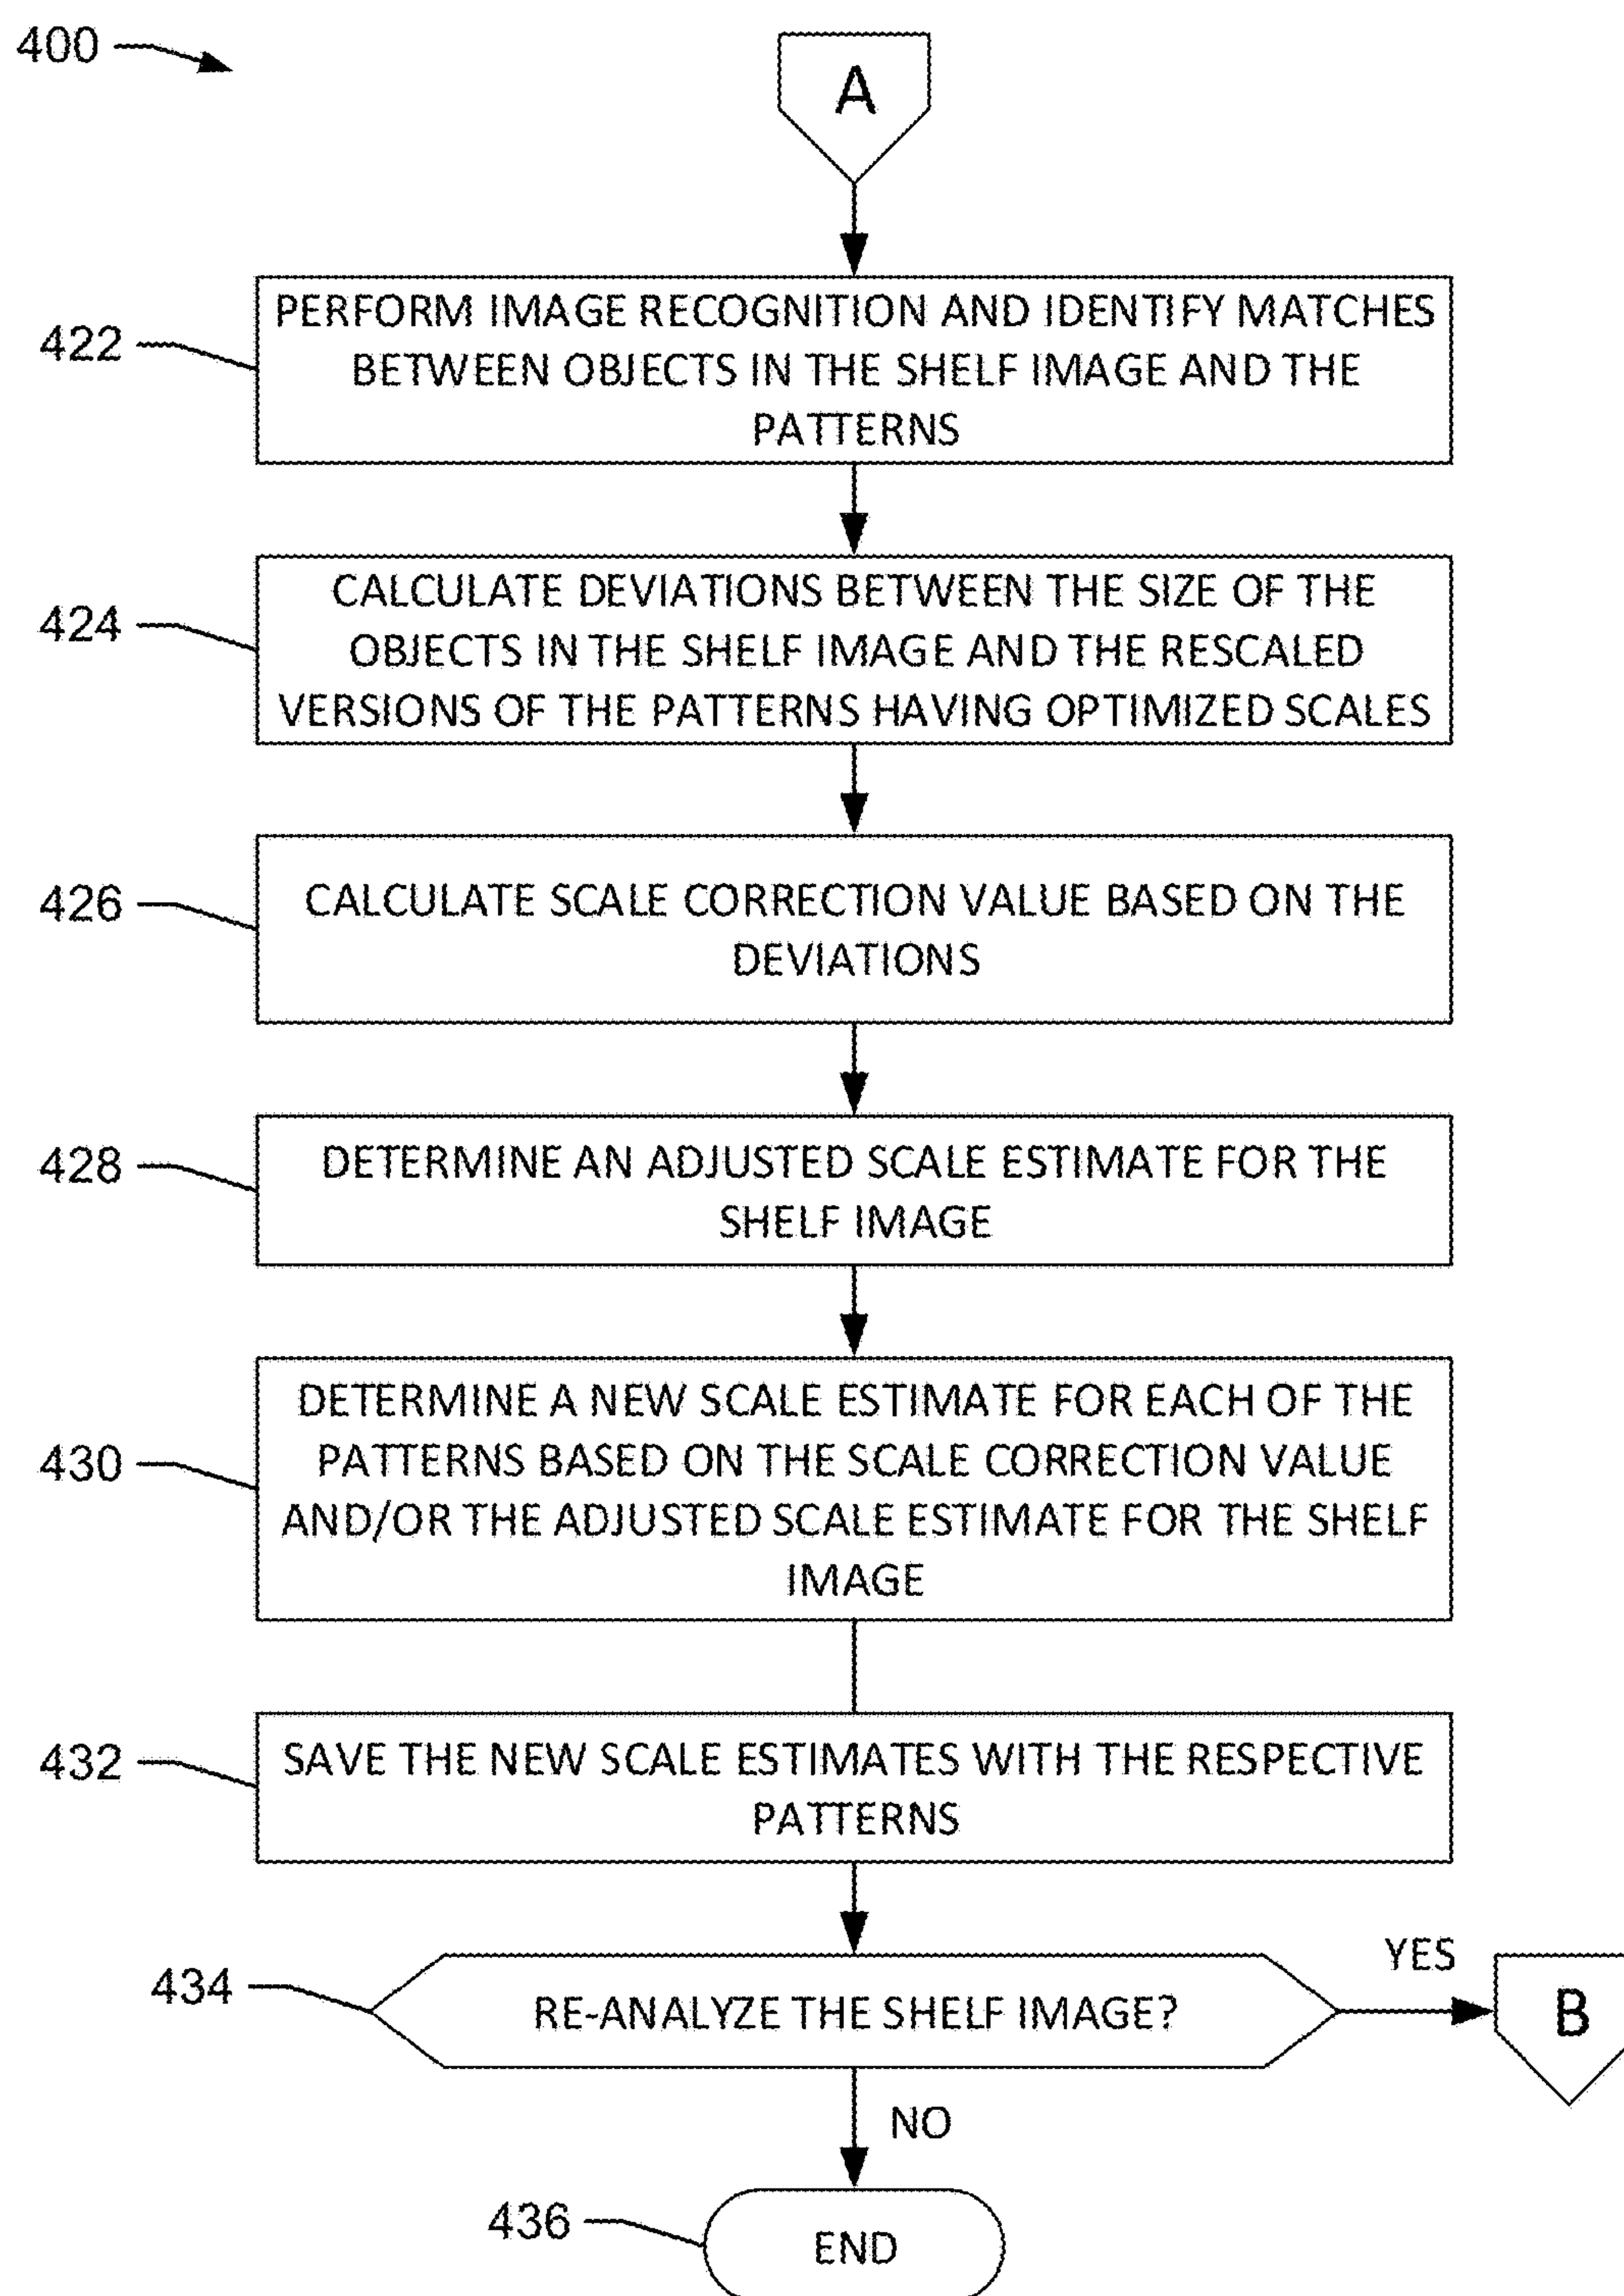 400
A
422
PERFORM IMAGE RECOGNITION AND IDENTIFY MATCHES
BETWEEN OBJECTS IN THE SHELF IMAGE AND THE
PATTERNS
424
CALCULATE DEVIATIONS BETWEEN THE SIZE OF THE
OBJECTS IN THE SHELF IMAGE AND THE RESCALED
VERSIONS OF THE PATTERNS HAVING OPTIMIZED SCALES
426
CALCULATE SCALE CORRECTION VALUE BASED ON THE
DEVIATIONS
428
DETERMINE AN ADJUSTED SCALE ESTIMATE FOR THE
SHELF IMAGE
430
DETERMINE A NEW SCALE ESTIMATE FOR EACH OF THE
PATTERNS BASED ON THE SCALE CORRECTION VALUE
AND/OR THE ADJUSTED SCALE ESTIMATE FOR THE SHELF
IMAGE
432
SAVE THE NEW SCALE ESTIMATES WITH THE RESPECTIVE
PATTERNS
434
RE-ANALYZE THE SHELF IMAGE?
YES
B
NO
436
END